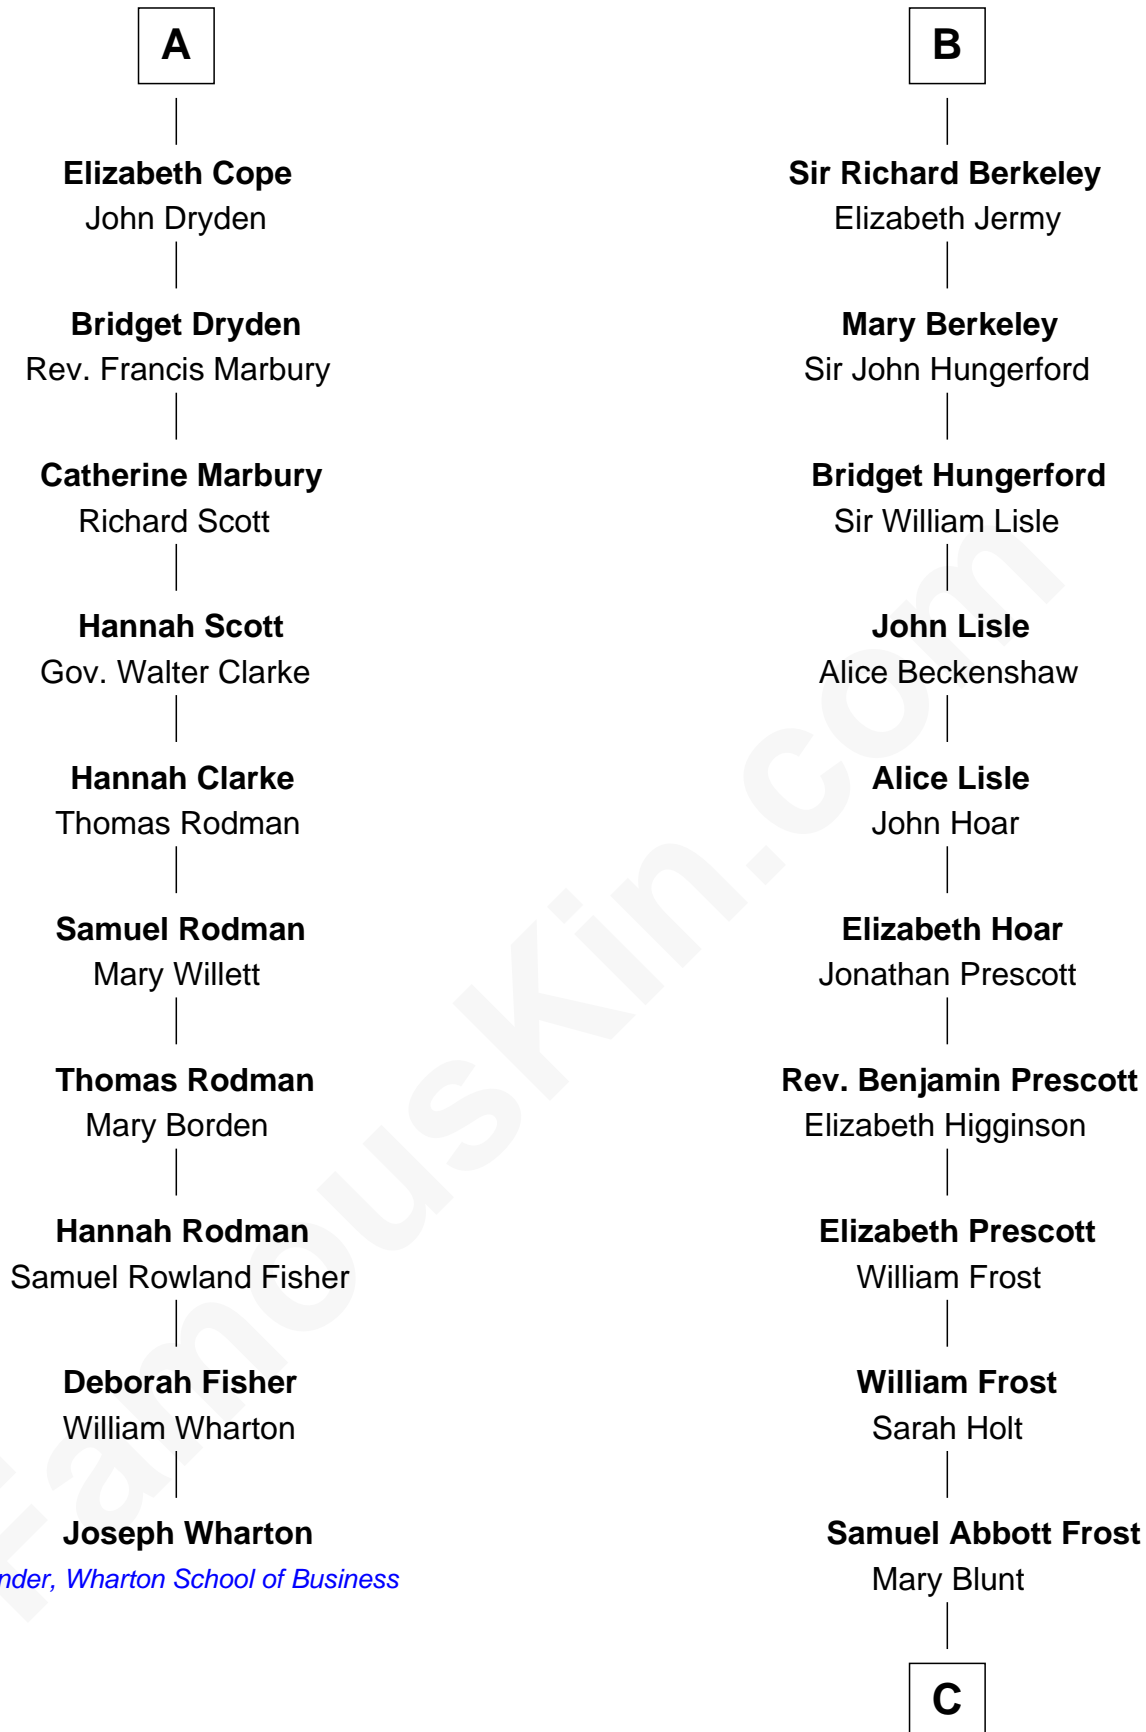 A
Elizabeth Cope
John Dryden
Bridget Dryden
Rev. Francis Marbury
Catherine Marbury
Richard Scott
Hannah Scott
Gov. Walter Clarke
Hannah Clarke
Thomas Rodman
Samuel Rodman
Mary Willett
Thomas Rodman
Mary Borden
Hannah Rodman
Samuel Rowland Fisher
Deborah Fisher
William Wharton
Joseph Wharton
nder, Wharton School of Business
B
Sir Richard Berkeley
Elizabeth Jermy
Mary Berkeley
Sir John Hungerford
Bridget Hungerford
Sir William Lisle
John Lisle
Alice Beckenshaw
Alice Lisle
John Hoar
Elizabeth Hoar
Jonathan Prescott
Rev. Benjamin Prescott
Elizabeth Higginson
Elizabeth Prescott
William Frost
William Frost
Sarah Holt
Samuel Abbott Frost
Mary Blunt
C
FamousKin.com